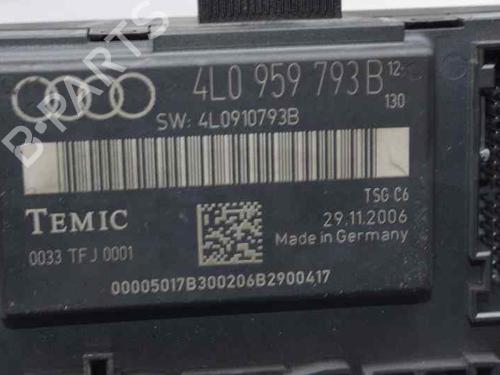 4L0 959 793B 12
130
SW: 4L0910793B
TSG C6
TEMIC
29.11.2006
0033 TFJ 0001
Made in Germany
00005017B300206B2900417
B-PARTS